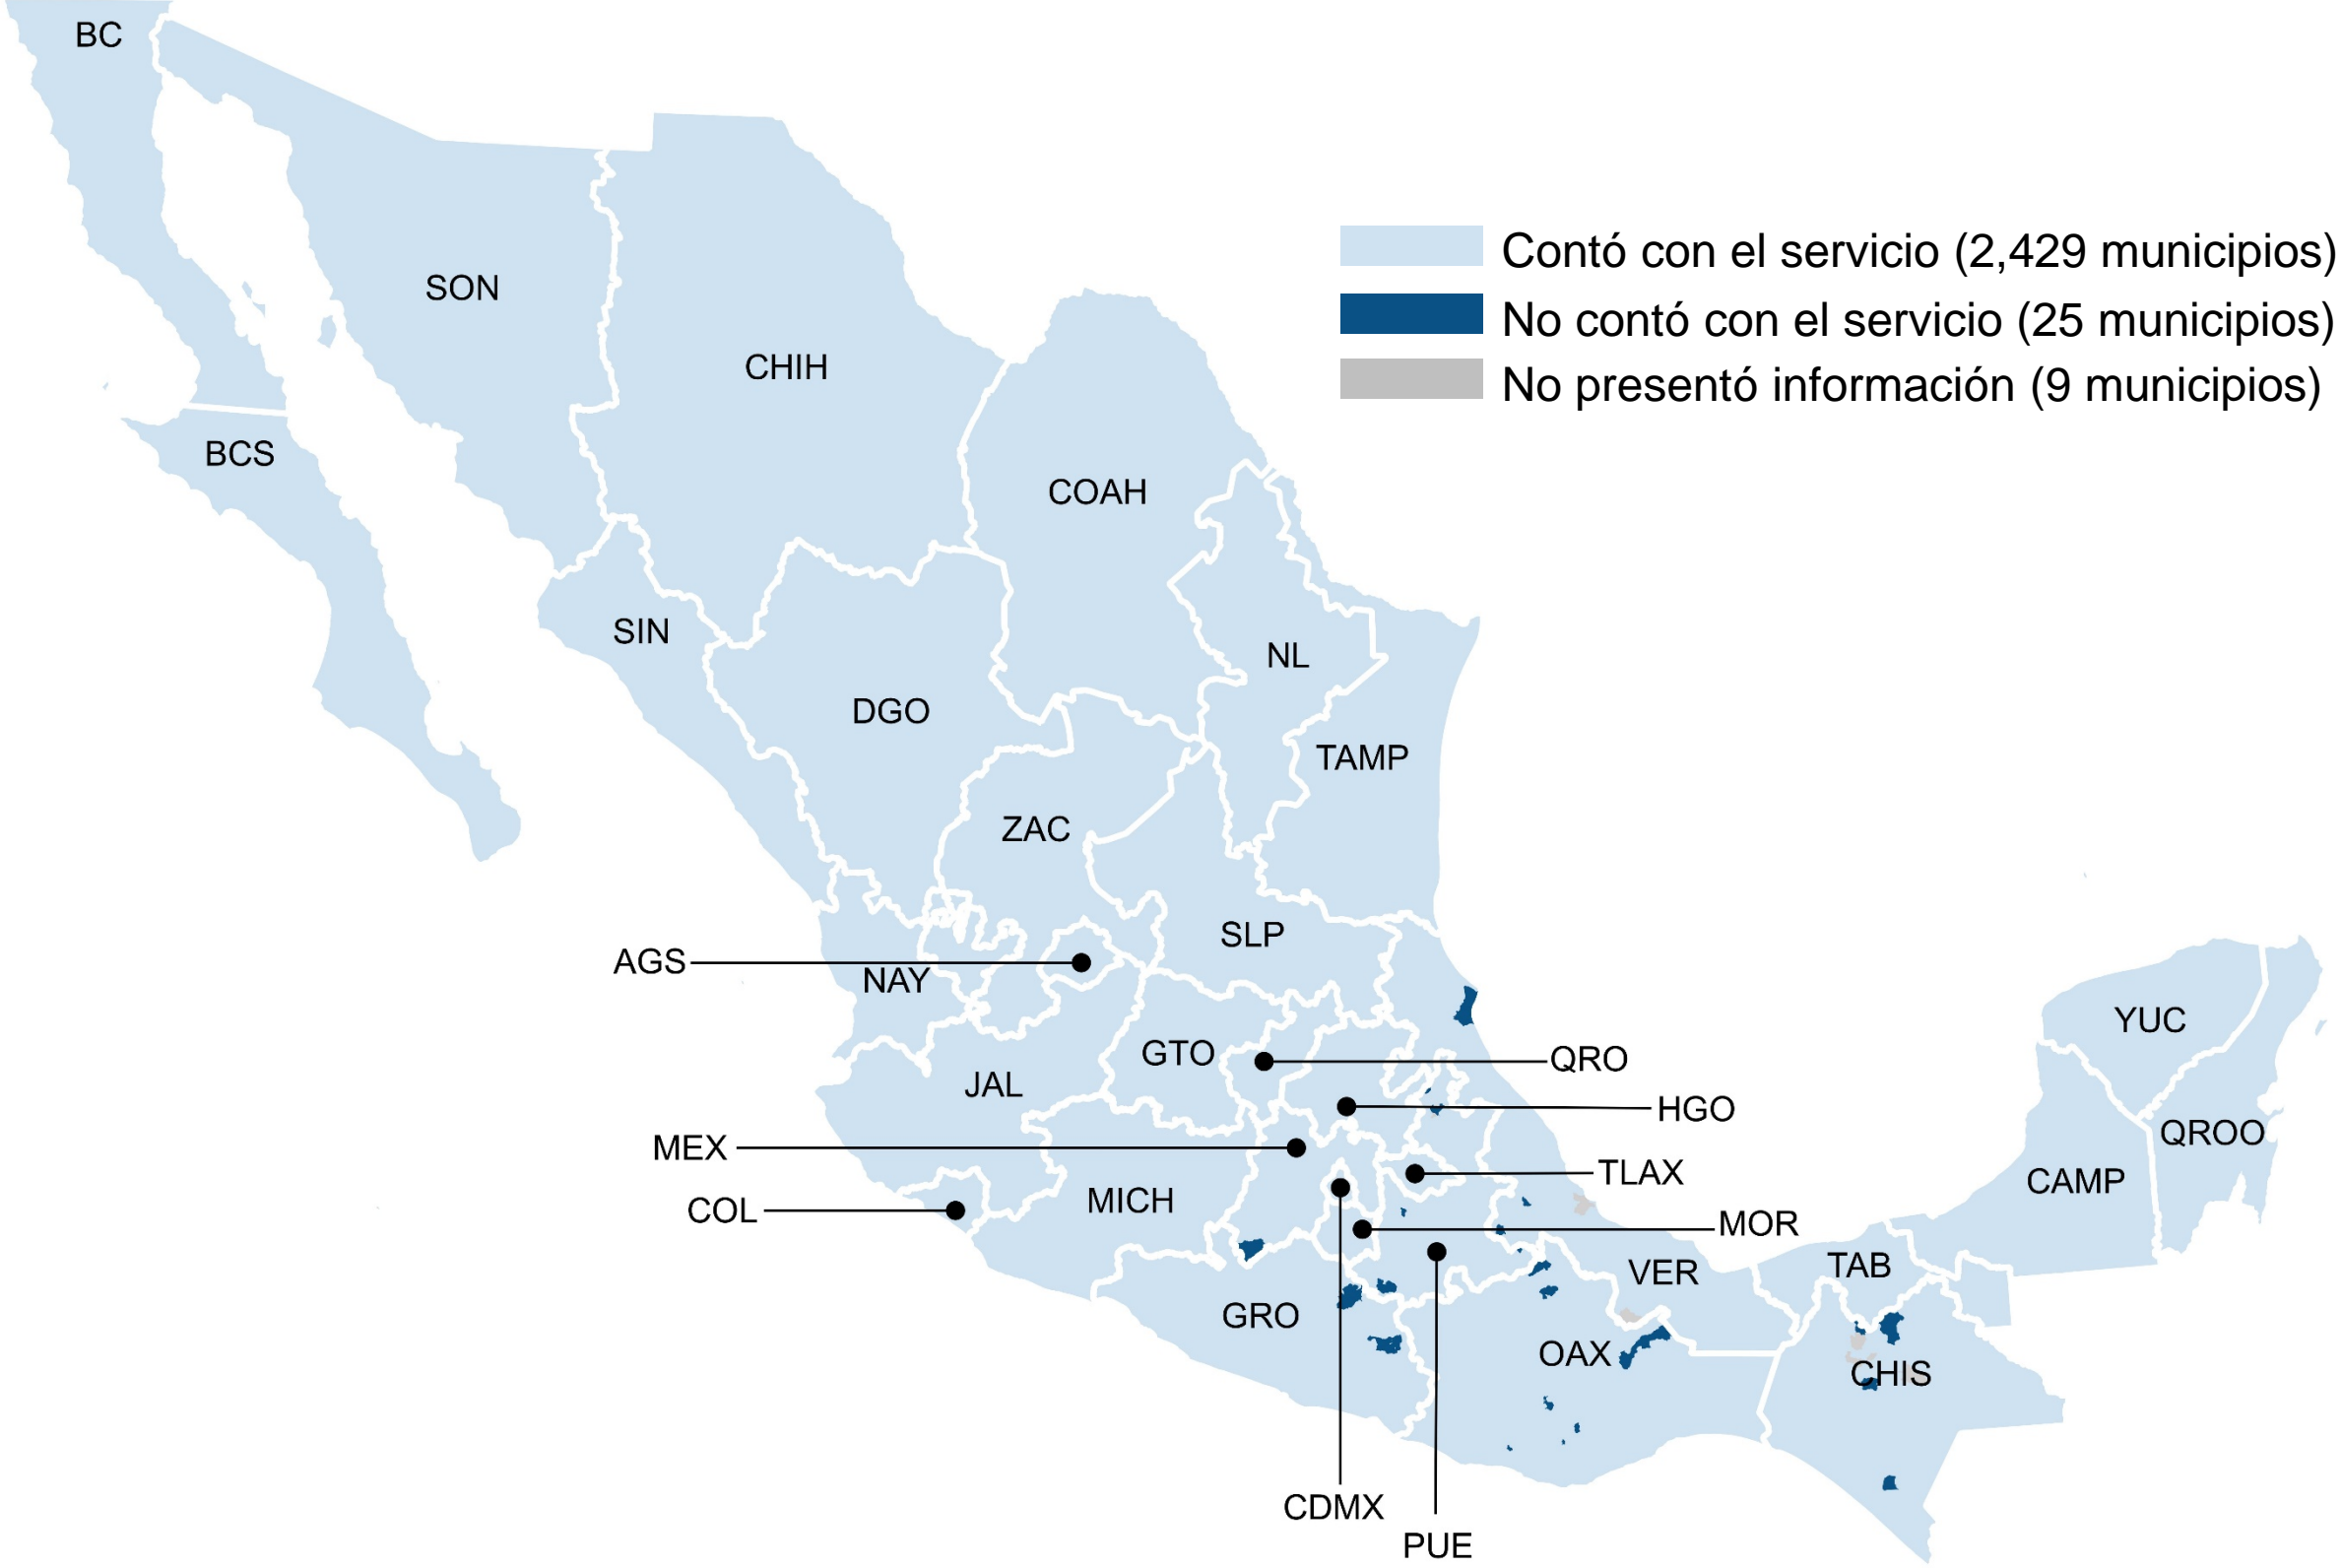 BC
Contó con el servicio (2,429 municipios)
SON
No contó con el servicio (25 municipios)
CHIH
No presentó información (9 municipios)
BCS
COAH
SIN
NL
DGO
TAMP
ZAC
SLP
AGS
NAY
YUC
GTO
QRO
JAL
HGO
QROO
MEX
TLAX
CAMP
MICH
COL
MOR
TAB
VER
GRO
OAX
CHIS
CDMX
PUE